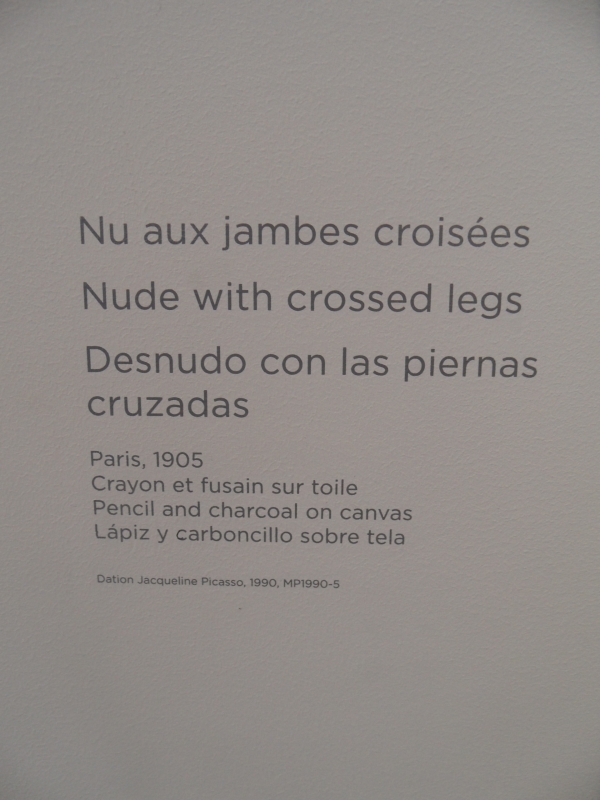 Nu aux jambes croisées
Nude with crossed legs
Desnudo con las piernas
cruzadas
Paris, 1905
Crayon et fusain sur toile
Pencil and charcoal on canvas
Lápiz y carboncillo sobre tela
Dation Jacqueline Picasso, 1990, MP1990-5